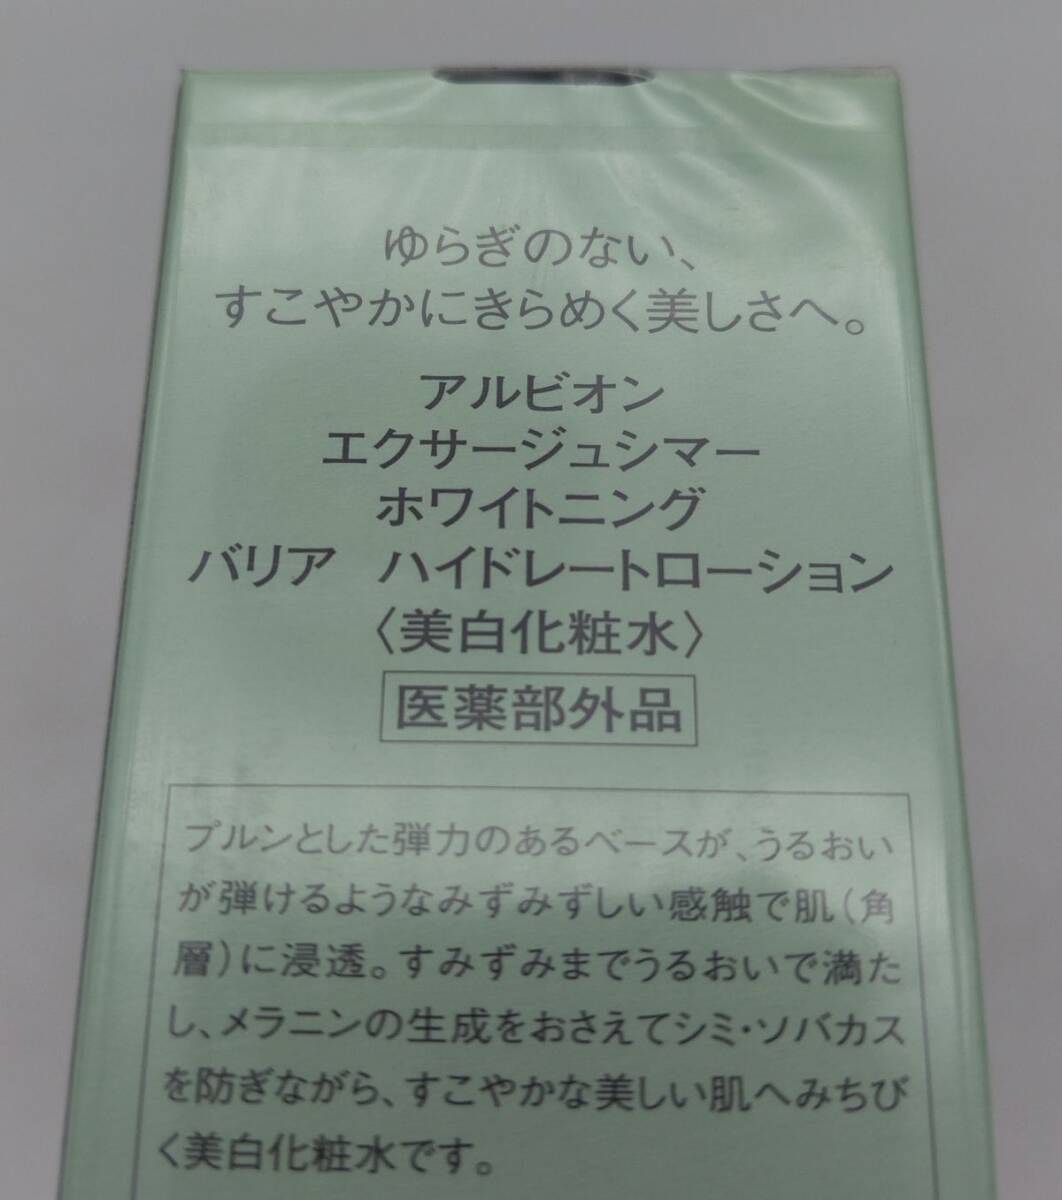 ゆらぎのない、
すこやかにきらめく美しさへ。
アルビオン
エクサージュシマー
ホワイトニング
バリア　ハイドレートローション
〈美白化粧水〉
医薬部外品
プルンとした弾力のあるベースが、うるおい
が弾けるようなみずみずしい感触で肌(角
層)に浸透。すみずみまでうるおいで満た
し、メラニンの生成をおさえてシミ・ソバカス
を防ぎながら、すこやかな美しい肌へみちび
く美白化粧水です。